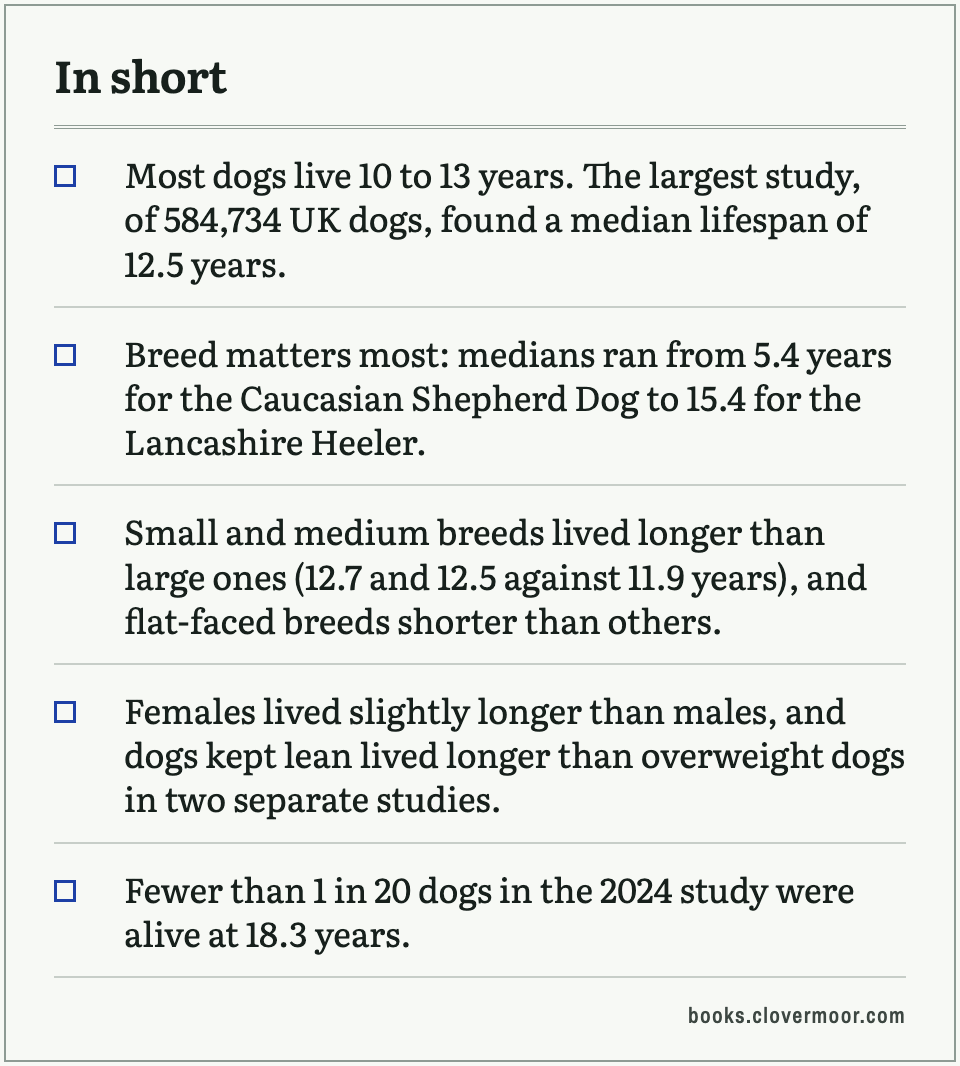 In short
Most dogs live 10 to 13 years. The largest study,
of 584,734 UK dogs, found a median lifespan of
12.5 years.
Breed matters most: medians ran from 5.4 years
for the Caucasian Shepherd Dog to 15.4 for the
Lancashire Heeler.
Small and medium breeds lived longer than
large ones (12.7 and 12.5 against 11.9 years), and
flat-faced breeds shorter than others.
Females lived slightly longer than males, and
dogs kept lean lived longer than overweight dogs
in two separate studies.
Fewer than 1 in 20 dogs in the 2024 study were
alive at 18.3 years.
books.clovermoor.com